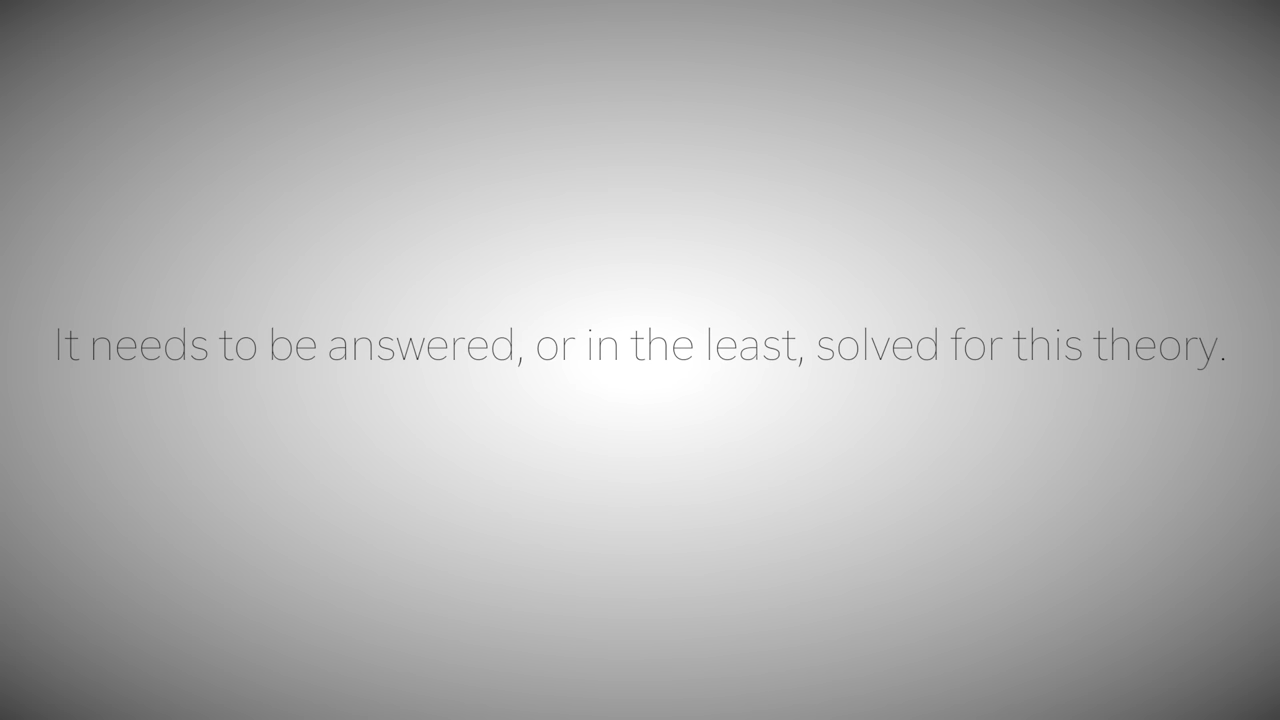 It needs to be answered, or in the least, solved for this theory.